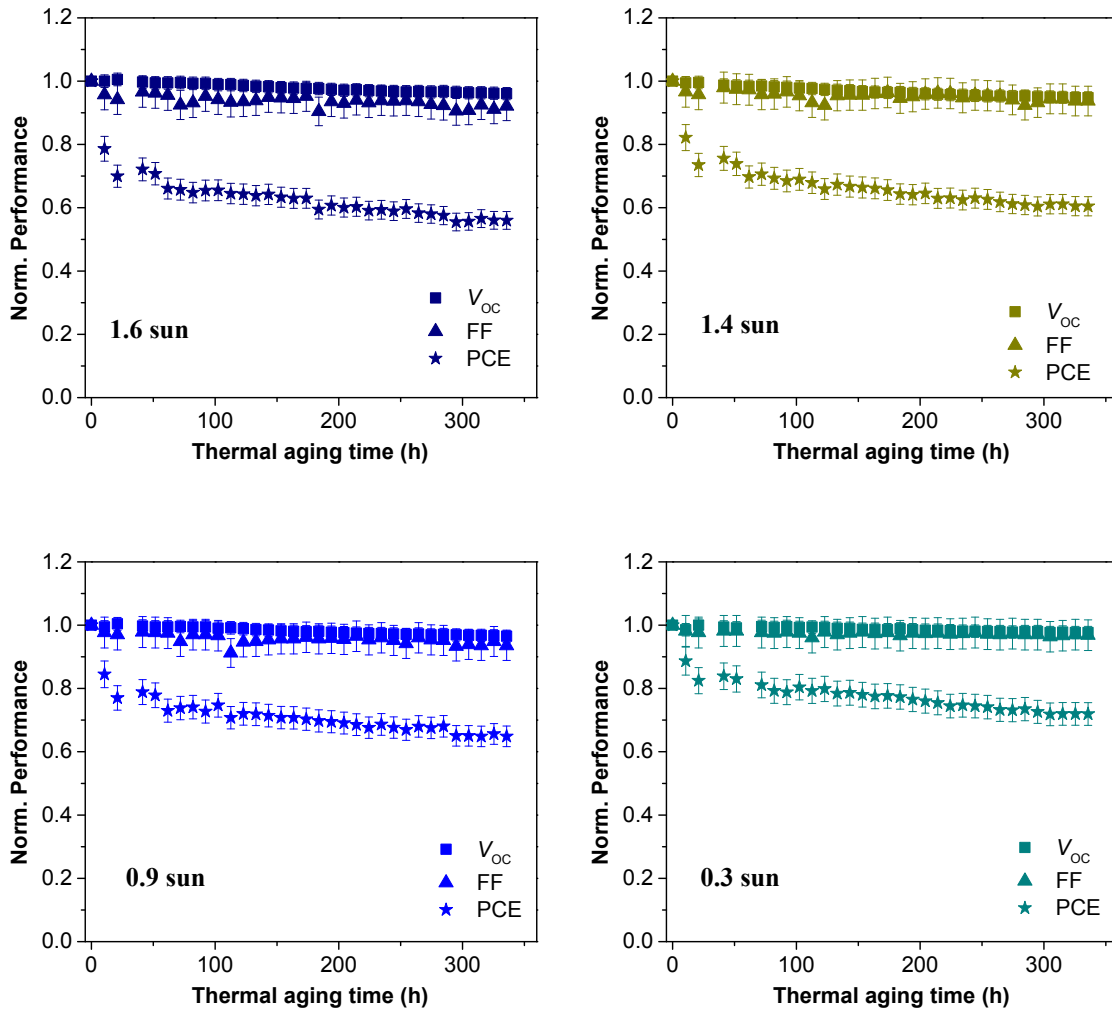 1.2
1.0
0.8
0.6
0.4
0.2
0.0
Norm. Performance
V_OC
FF
PCE
1.6 sun
0 100 200 300
Thermal aging time (h)
1.2
1.0
0.8
0.6
0.4
0.2
0.0
Norm. Performance
V_OC
FF
PCE
1.4 sun
0 100 200 300
Thermal aging time (h)
1.2
1.0
0.8
0.6
0.4
0.2
0.0
Norm. Performance
V_OC
FF
PCE
0.9 sun
0 100 200 300
Thermal aging time (h)
1.2
1.0
0.8
0.6
0.4
0.2
0.0
Norm. Performance
V_OC
FF
PCE
0.3 sun
0 100 200 300
Thermal aging time (h)